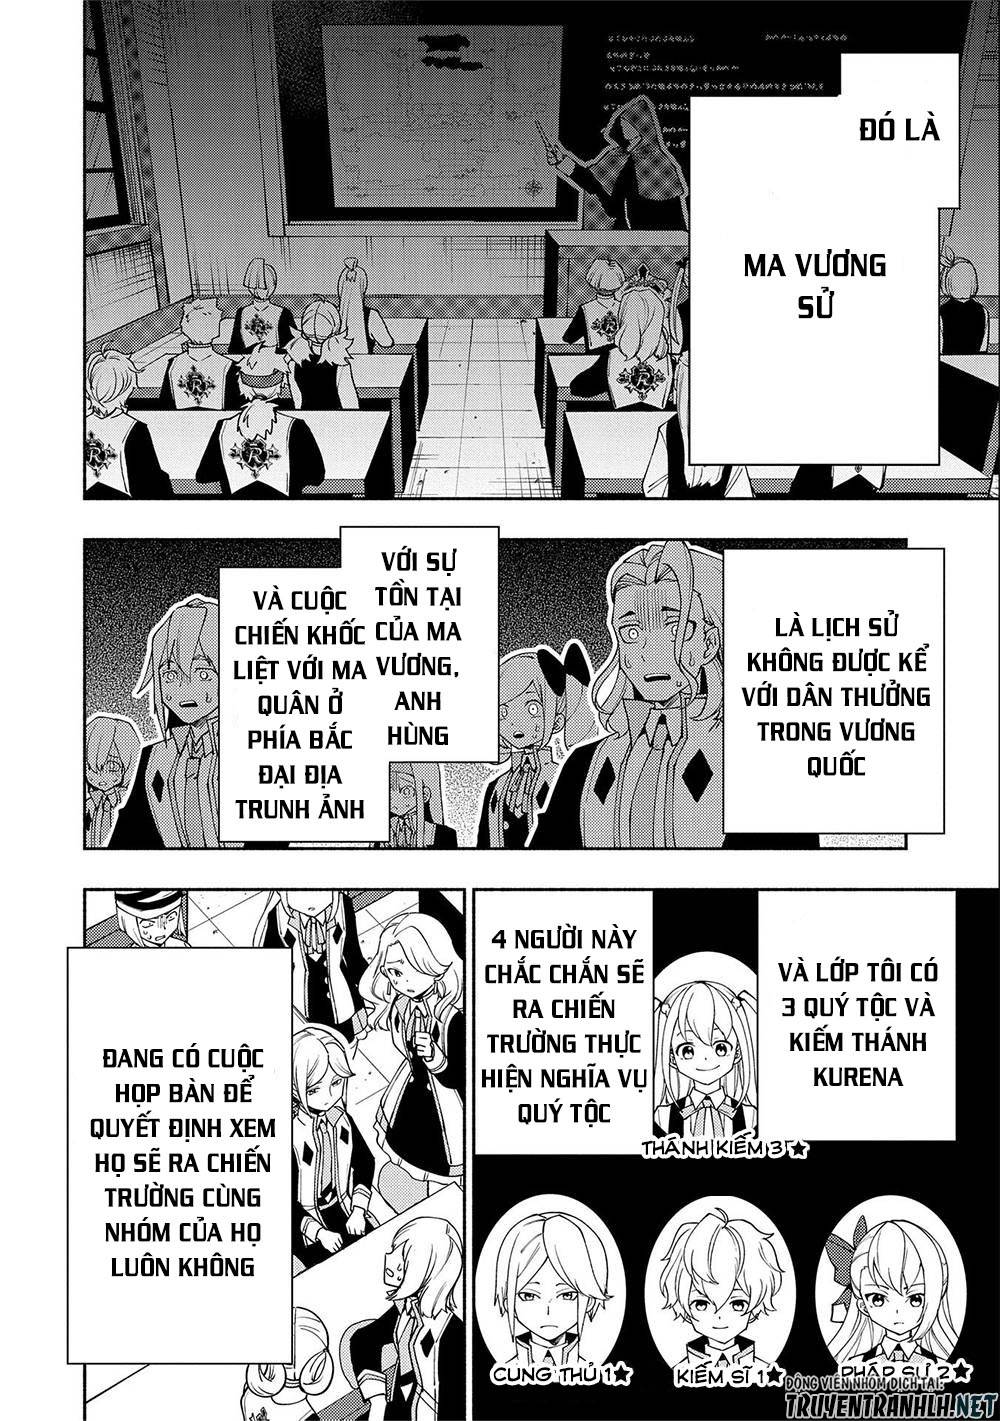 ĐÓ LÀ
MA VƯƠNG
SỬ
LÀ LỊCH SỬ
KHÔNG ĐƯỢC KỂ
VỚI DÂN THƯỞNG
TRONG VƯƠNG
QUỐC
VỚI SỰ
TỒN TẠI
CỦA MA
VƯƠNG,
ANH
HÙNG
VÀ CUỘC
CHIẾN KHỐC
LIỆT VỚI MA
QUÂN Ở
PHÍA BẮC
ĐẠI ĐỊA
TRUNH ẢNH
VÀ LỚP TÔI CÓ
3 QUÝ TỘC VÀ
KIẾM THÁNH
KURENA
4 NGƯỜI NÀY
CHẮC CHẮN SẼ
RA CHIẾN
TRƯỜNG THỰC
HIỆN NGHĨA VỤ
QUÝ TỘC
THÁNH KIẾM 3★
CUNG THỦ 1★
KIẾM SĨ 1★
PHÁP SƯ 2★
ĐANG CÓ CUỘC
HỌP BÀN ĐỂ
QUYẾT ĐỊNH XEM
HỌ SẼ RA CHIẾN
TRƯỜNG CÙNG
NHÓM CỦA HỌ
LUÔN KHÔNG
ĐỘNG VIÊN NHÓM DỊCH TẠI:
TRUYENTRANHLH.NET